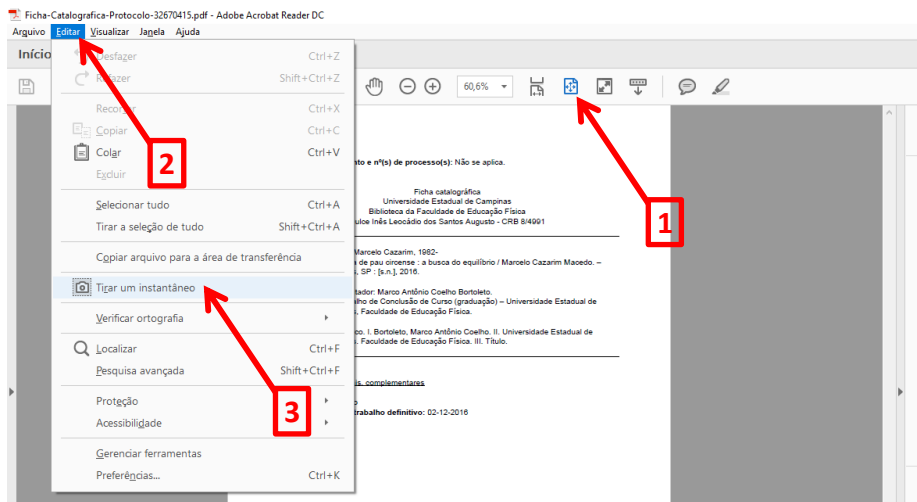 Ficha-Catalografica-Protocolo-32670415.pdf - Adobe Acrobat Reader DC
Arquivo Editar Visualizar Janela Ajuda
Início
Desfazer Ctrl+Z
Refazer Shift+Ctrl+Z
60,6%
Recortar Ctrl+X
Copiar Ctrl+C
Colar Ctrl+V
Excluir
2
1
Selecionar tudo Ctrl+A
Tirar a seleção de tudo Shift+Ctrl+A
Copiar arquivo para a área de transferência
Tirar um instantâneo
Verificar ortografia
Localizar Ctrl+F
Pesquisa avançada Shift+Ctrl+F
Proteção
3
Acessibilidade
Gerenciar ferramentas
Preferências... Ctrl+K
e nº(s) de processo(s): Não se aplica.
Ficha catalográfica
Universidade Estadual de Campinas
Biblioteca da Faculdade de Educação Física
Inês Leocádio dos Santos Augusto - CRB 8/4991
Marcelo Cazarim, 1982-
de pau circense : a busca do equilíbrio / Marcelo Cazarim Macedo. –
SP : [s.n.], 2016.
Marco Antônio Coelho Bortoleto.
de Conclusão de Curso (graduação) – Universidade Estadual de
Faculdade de Educação Física.
I. Bortoleto, Marco Antônio Coelho. II. Universidade Estadual de
Faculdade de Educação Física. III. Título.
complementares
trabalho definitivo: 02-12-2016